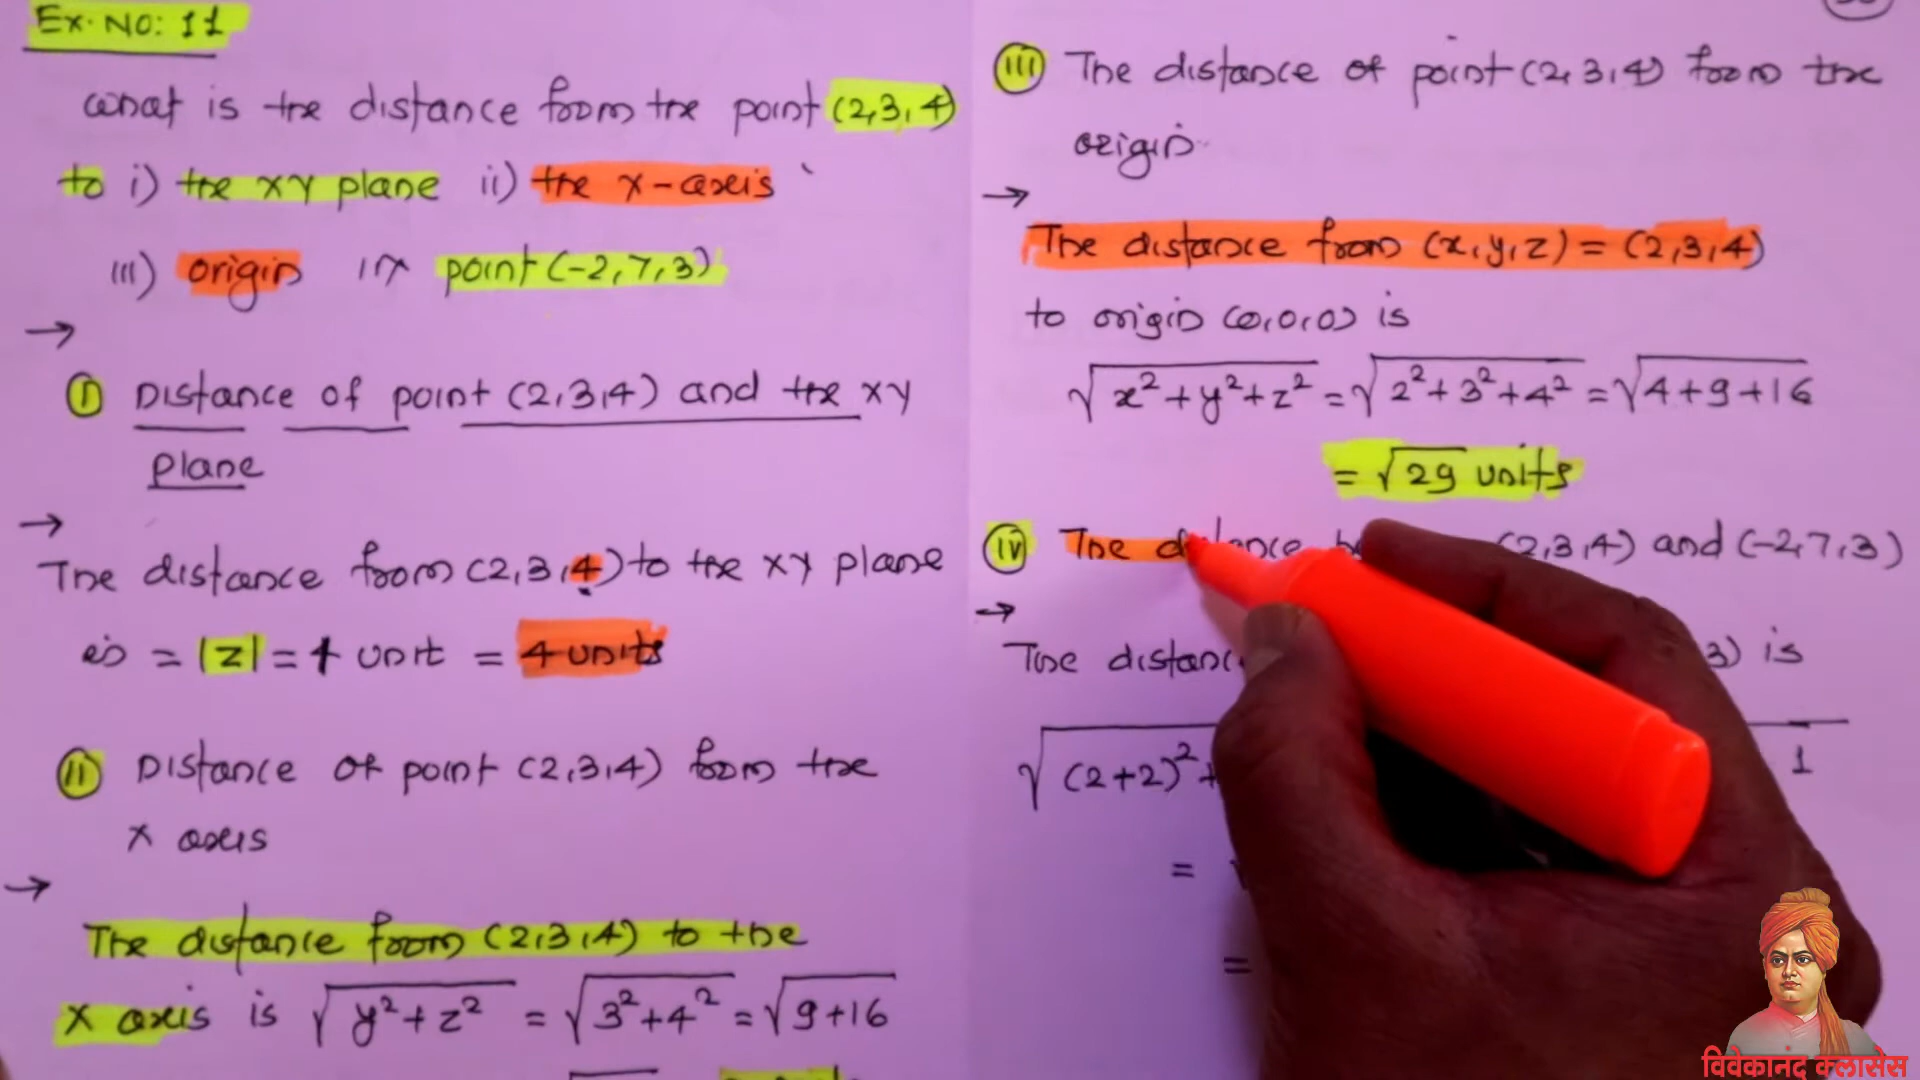 Ex. No: 11
what is the distance from the point (2,3,4)
to i) the XY plane ii) the x-axis
iii) origin iv point (-2,7,3)
→
i Distance of point (2,3,4) and the xy
plane
→
The distance from (2,3,4) to the xy plane
is = |z| = 4 unit = 4 units
ii Distance of point (2,3,4) from the
X axis
→
The distance from (2,3,4) to the
X axis is √y²+z² = √3²+4² = √9+16
iii The distance of point (2,3,4) from the
origin
→
The distance from (x,y,z) = (2,3,4)
to origin (0,0,0) is
√x²+y²+z² = √2²+3²+4² = √4+9+16
= √29 units
iv The distance (2,3,4) and (-2,7,3)
→
The distance 3) is
√(2+2)²+ 1
= √
=
विवेकानंद क्लासेस